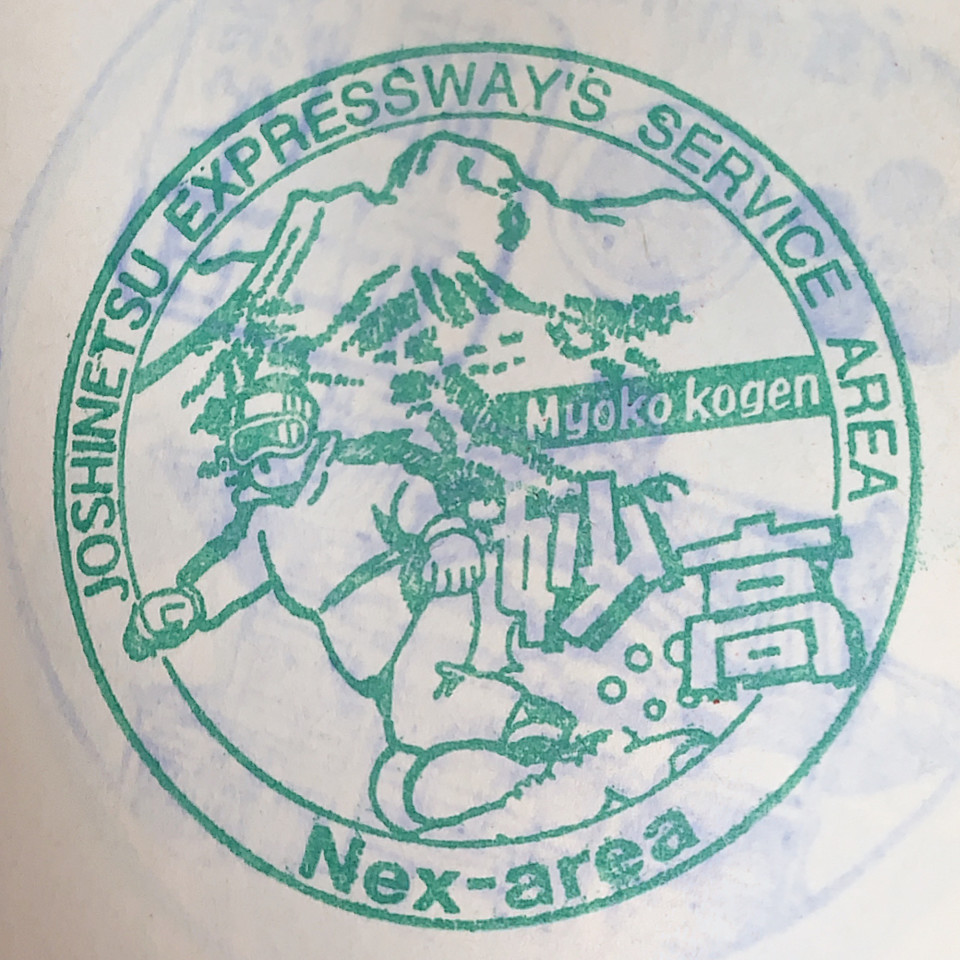 JOSHINETSU EXPRESSWAY'S SERVICE AREA
Myoko kogen
妙高
Nex-area